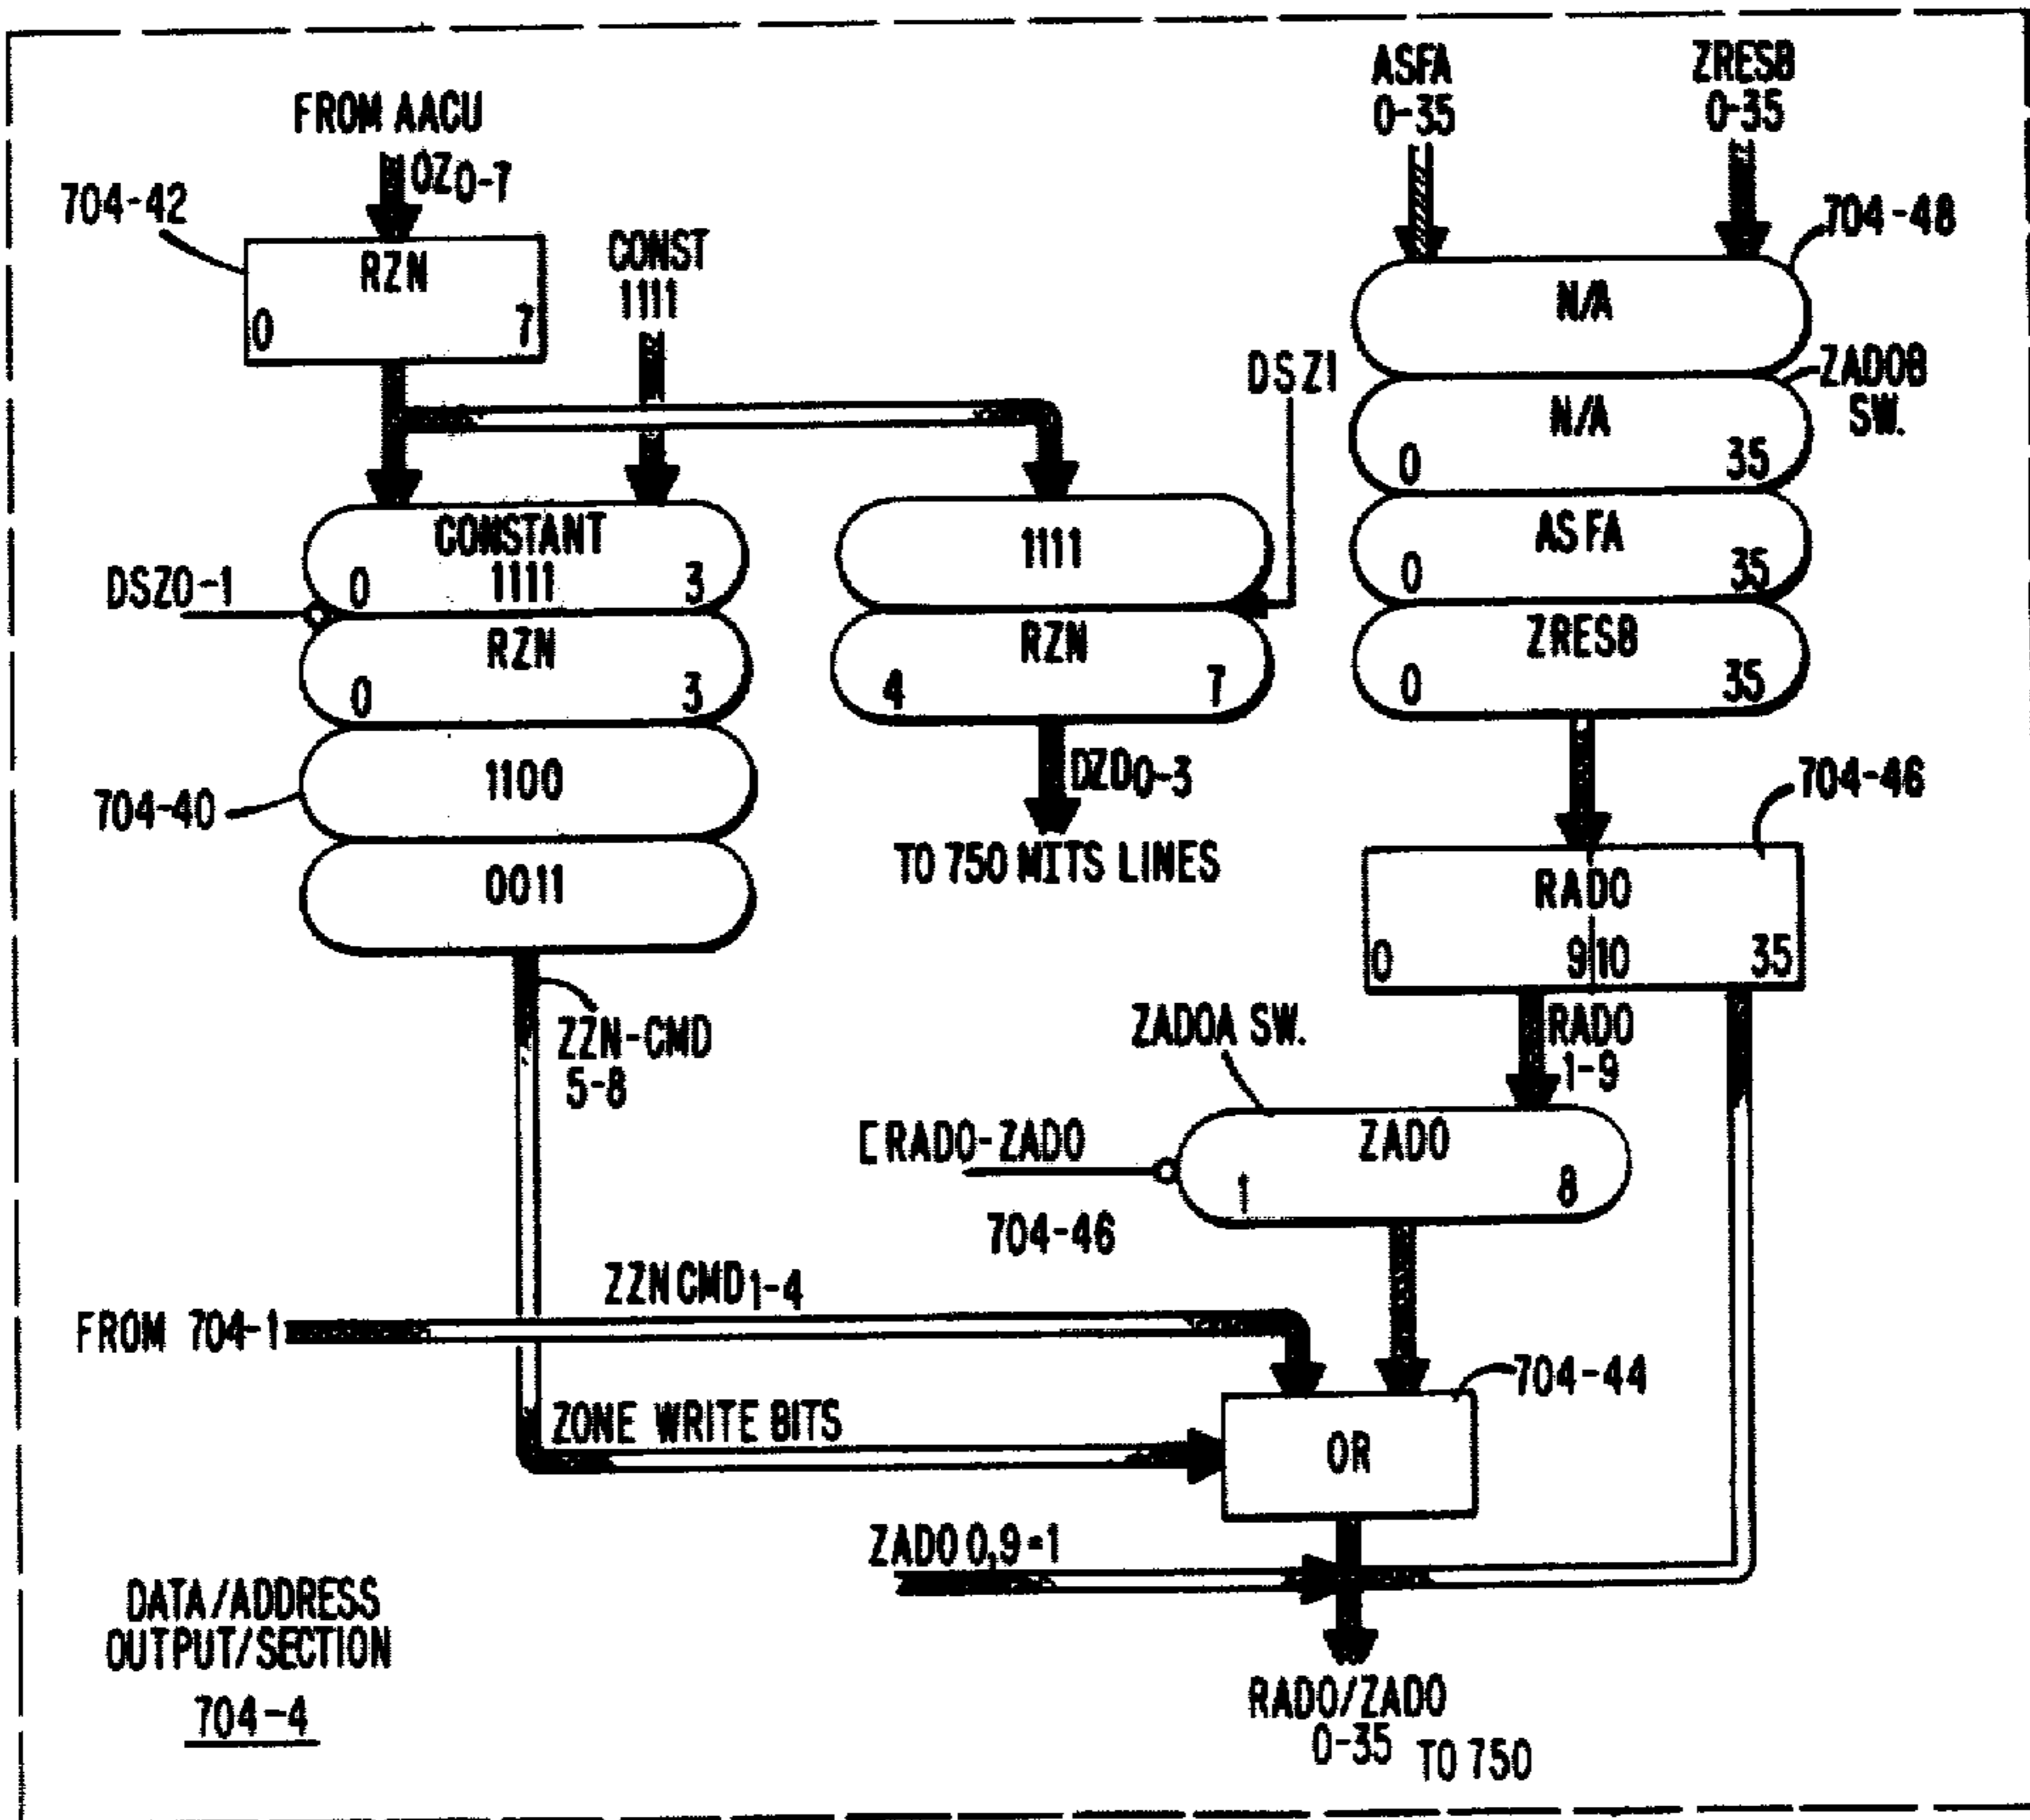 FROM AACU
OZ0-7
704-42
RZN
0 7
CONST
1111
ASFA
0-35
ZRESB
0-35
704-48
N/A
ZADOB
SW.
N/A
0 35
ASFA
0 35
ZRESB
0 35
DSZ1
CONSTANT
1111
0 3
DSZ0-1
RZN
0 3
1100
704-40
0011
1111
RZN
4 7
DZD0-3
TO 750 MITS LINES
704-46
RADO
0 9 10 35
ZZN-CMD
5-8
ZADOA SW.
RADO
1-9
[RADO-ZADO
ZADO
1 8
704-46
ZZN CMD1-4
FROM 704-1
704-44
ZONE WRITE BITS
OR
ZADO 0,9=1
DATA/ADDRESS
OUTPUT/SECTION
704-4
RADO/ZADO
0-35 TO 750